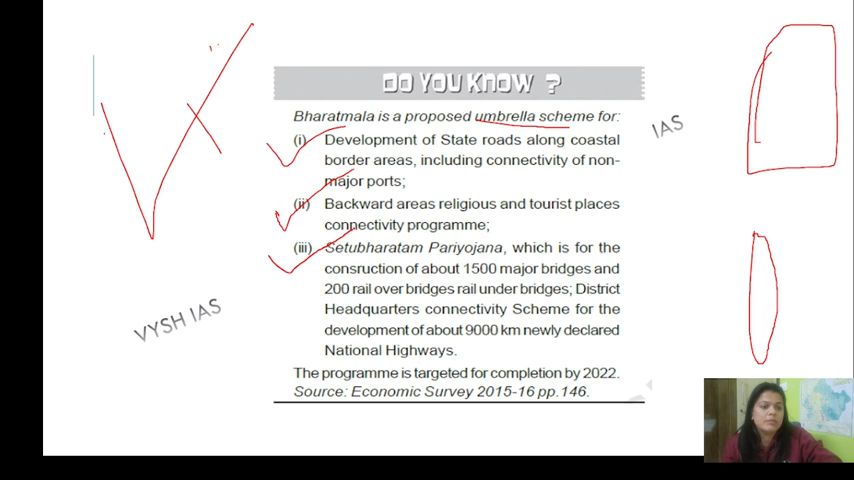 DO YOU KNOW ?
Bharatmala is a proposed umbrella scheme for:
(i) Development of State roads along coastal
border areas, including connectivity of non-
major ports;
(ii) Backward areas religious and tourist places
connectivity programme;
(iii) Setubharatam Pariyojana, which is for the
consruction of about 1500 major bridges and
200 rail over bridges rail under bridges; District
Headquarters connectivity Scheme for the
development of about 9000 km newly declared
National Highways.
The programme is targeted for completion by 2022.
Source: Economic Survey 2015-16 pp.146.
IAS
VYSH IAS